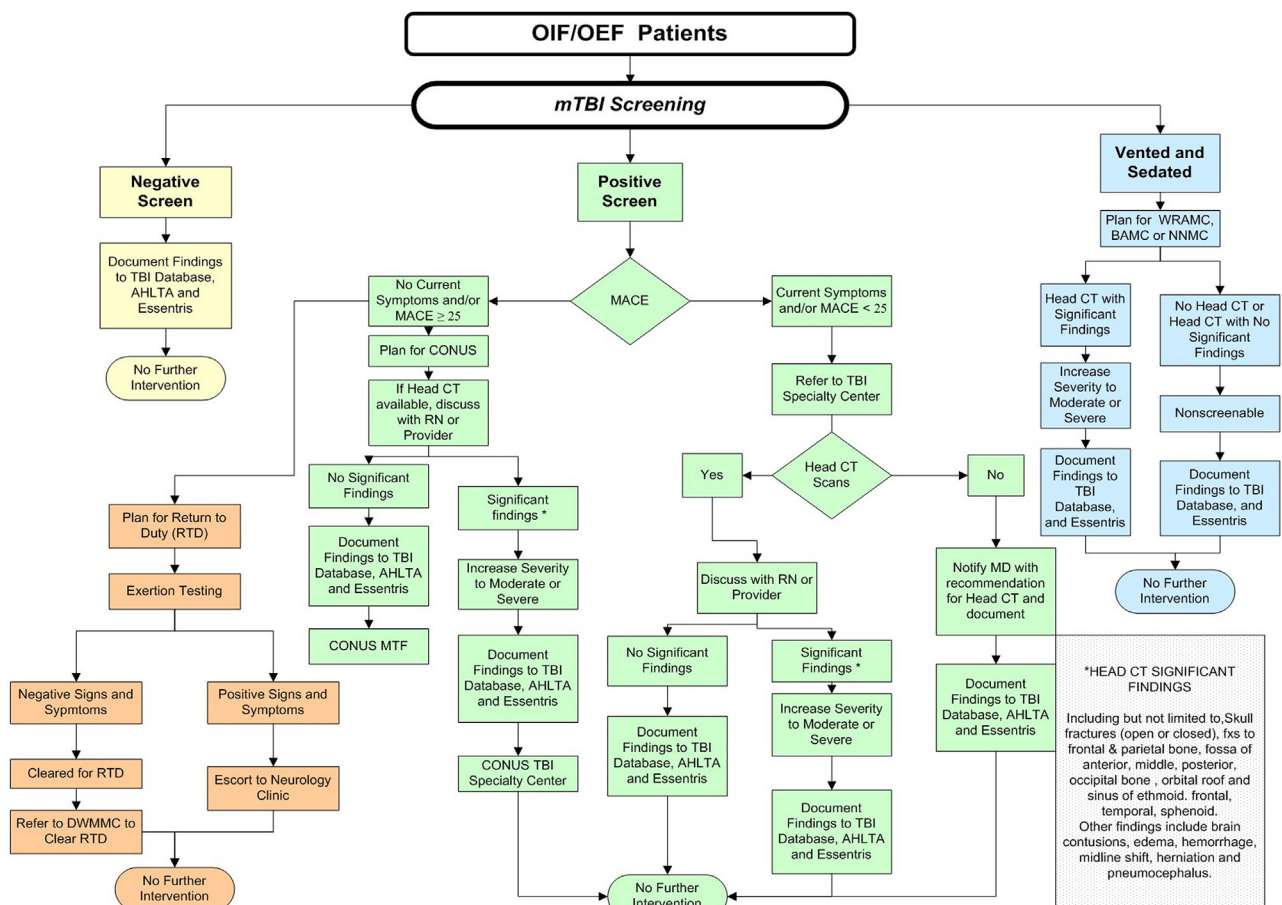 OIF/OEF Patients
mTBI Screening
Negative
Screen
Document Findings
to TBI Database,
AHLTA and
Essentris
No Further
Intervention
Positive
Screen
MACE
No Current
Symptoms and/or
MACE ≥ 25
Plan for CONUS
If Head CT
available, discuss
with RN or
Provider
No Significant
Findings
Document
Findings to TBI
Database, AHLTA
and Essentris
CONUS MTF
Significant
findings *
Increase Severity
to Moderate or
Severe
Document
Findings to TBI
Database, AHLTA
and Essentris
CONUS TBI
Specialty Center
Plan for Return to
Duty (RTD)
Exertion Testing
Negative Signs and
Sypmtoms
Cleared for RTD
Refer to DWMMC to
Clear RTD
Positive Signs and
Symptoms
Escort to Neurology
Clinic
No Further
Intervention
Current Symptoms
and/or MACE < 25
Refer to TBI
Specialty Center
Head CT
Scans
Yes
Discuss with RN or
Provider
No Significant
Findings
Document
Findings to TBI
Database, AHLTA
and Essentris
Significant
Findings *
Increase Severity
to Moderate or
Severe
Document
Findings to TBI
Database, AHLTA
and Essentris
No
Notify MD with
recommendation
for Head CT and
document
Document
Findings to TBI
Database, AHLTA
and Essentris
No Further
Intervention
Vented and
Sedated
Plan for WRAMC,
BAMC or NNMC
Head CT with
Significant
Findings
Increase
Severity to
Moderate or
Severe
Document
Findings to
TBI
Database,
and Essentris
No Head CT or
Head CT with No
Significant
Findings
Nonscreenable
Document
Findings to TBI
Database, and
Essentris
No Further
Intervention
*HEAD CT SIGNIFICANT
FINDINGS
Including but not limited to,Skull
fractures (open or closed), fxs to
frontal & parietal bone, fossa of
anterior, middle, posterior,
occipital bone , orbital roof and
sinus of ethmoid. frontal,
temporal, sphenoid.
Other findings include brain
contusions, edema, hemorrhage,
midline shift, herniation and
pneumocephalus.